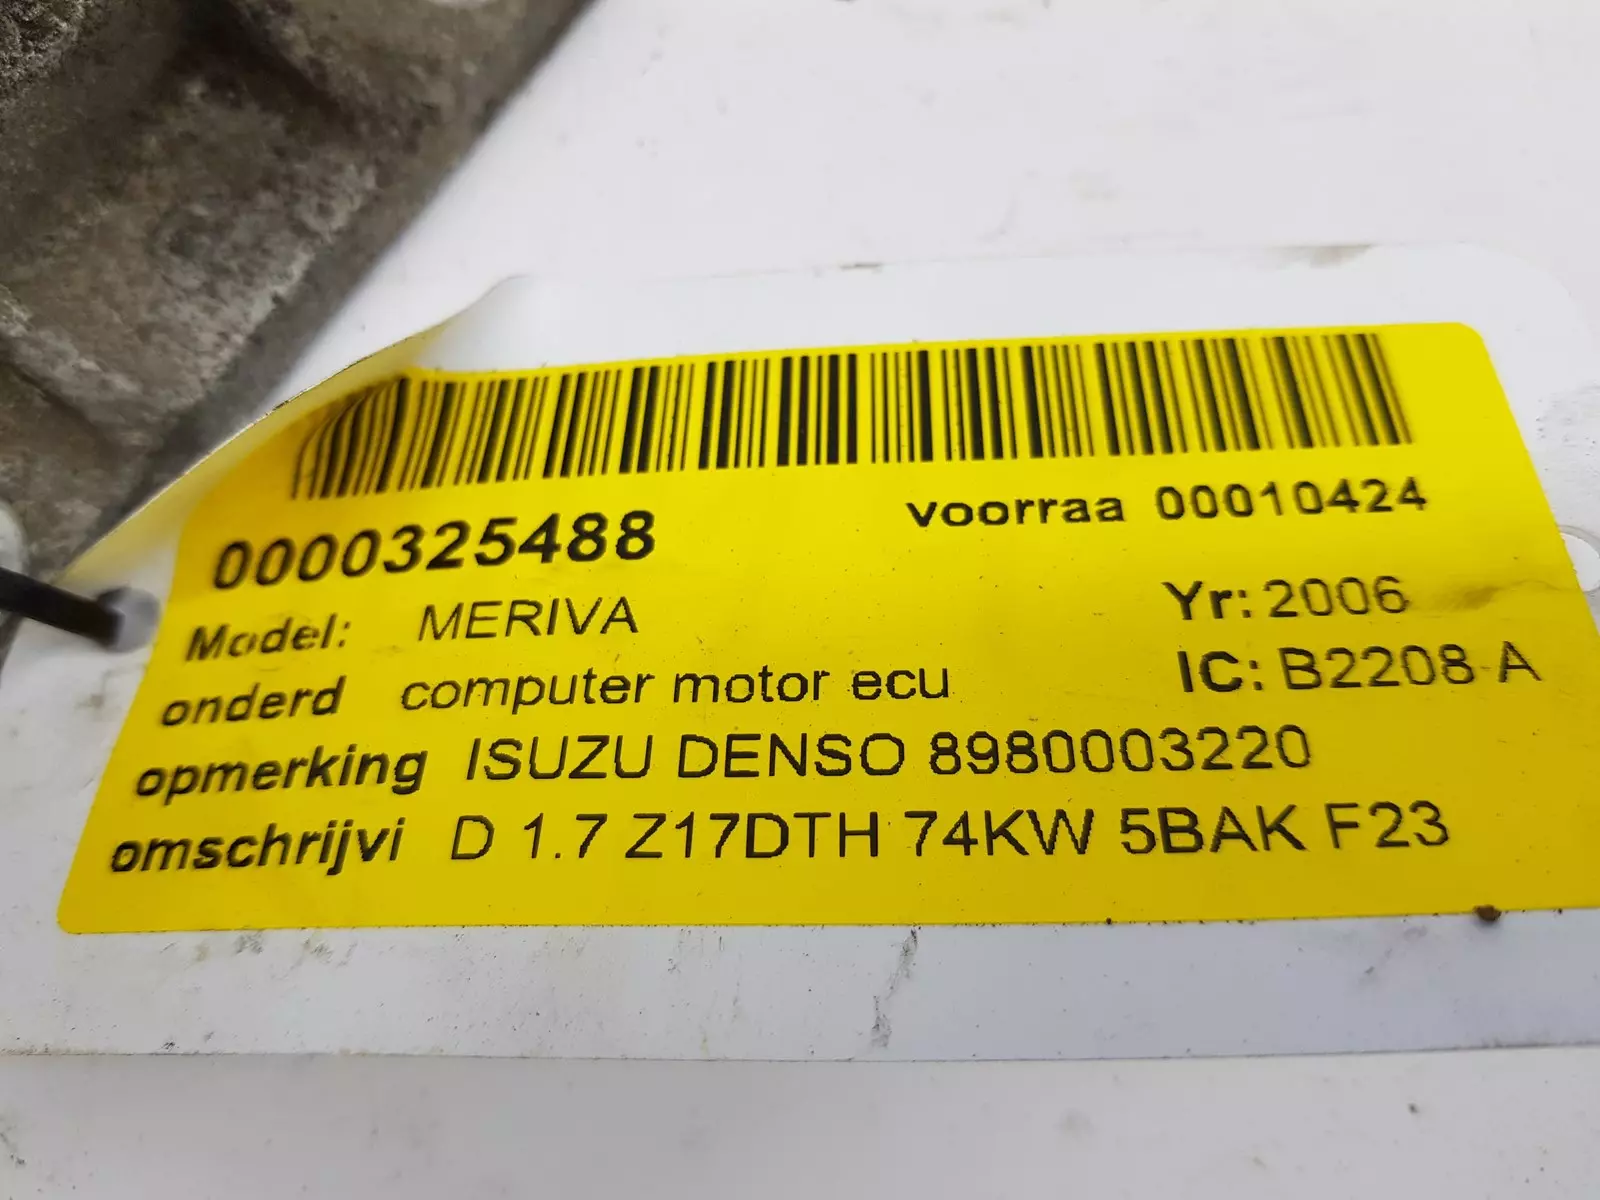 0000325488 voorraa 00010424
Model: MERIVA Yr: 2006
onderd computer motor ecu IC: B2208-A
opmerking ISUZU DENSO 8980003220
omschrijvi D 1.7 Z17DTH 74KW 5BAK F23